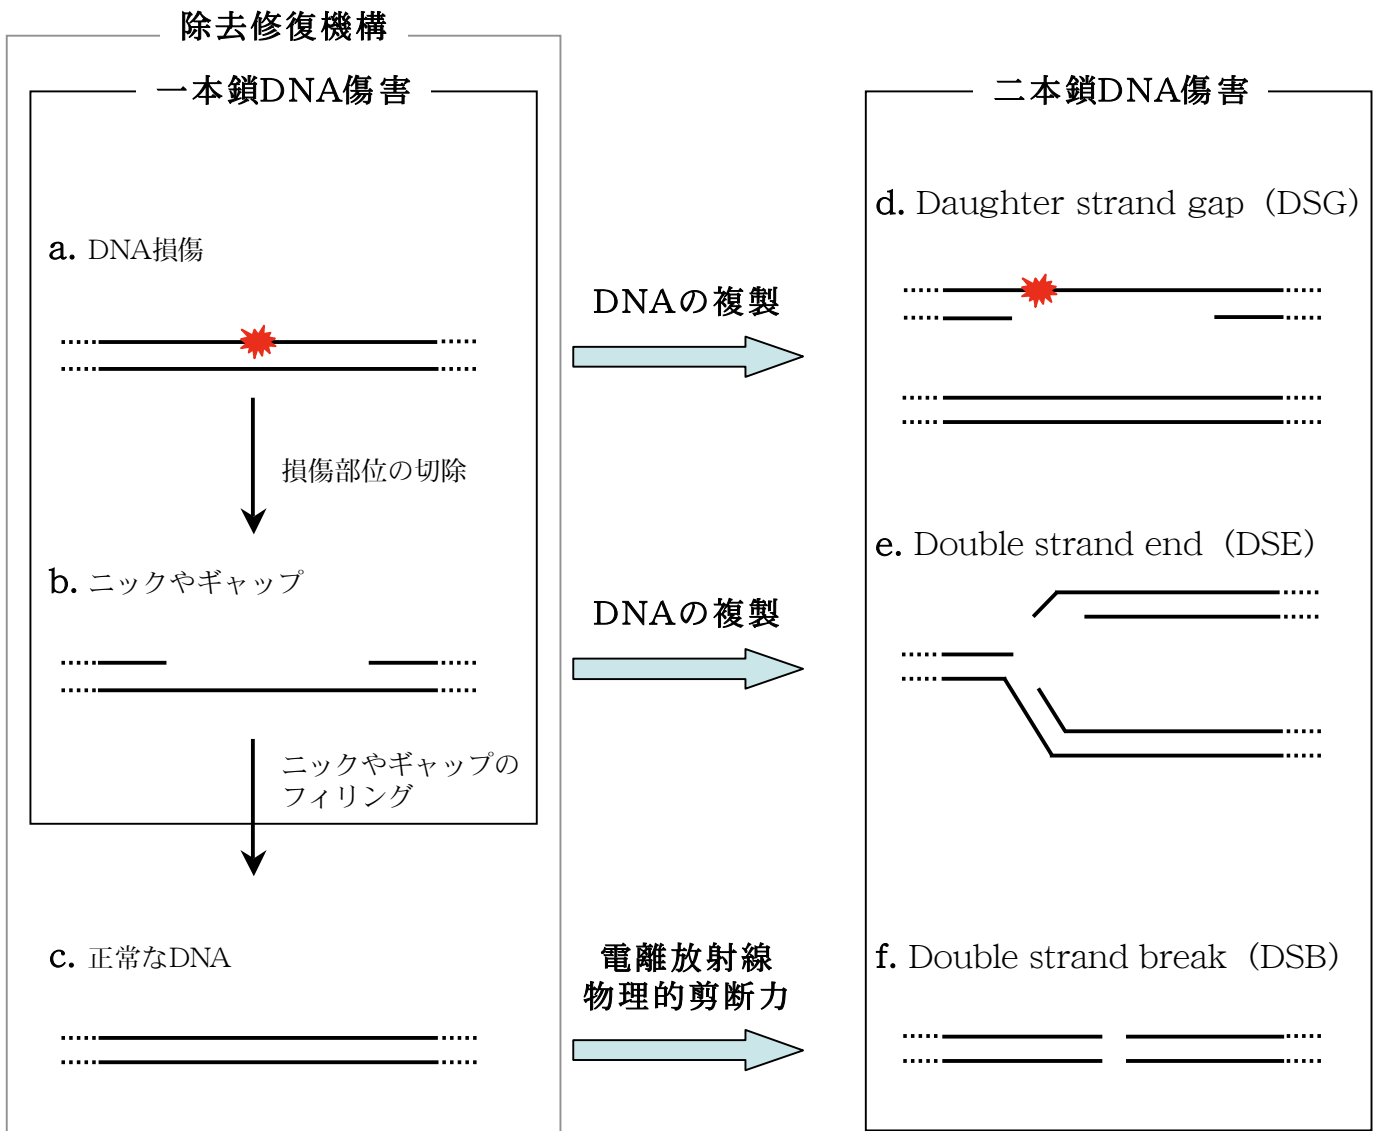 除去修復機構
一本鎖DNA傷害
a. DNA損傷
損傷部位の切除
b. ニックやギャップ
ニックやギャップの
フィリング
c. 正常なDNA
DNAの複製
DNAの複製
電離放射線
物理的剪断力
二本鎖DNA傷害
d. Daughter strand gap（DSG）
e. Double strand end（DSE）
f. Double strand break（DSB）